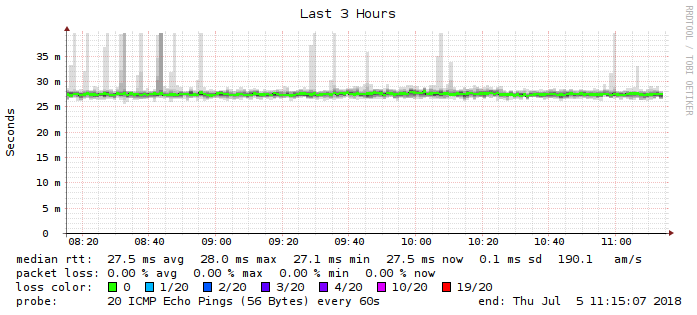 Last 3 Hours
RRDTOOL / TOBI OETIKER
Seconds
35 m
30 m
25 m
20 m
15 m
10 m
5 m
0
08:20 08:40 09:00 09:20 09:40 10:00 10:20 10:40 11:00
median rtt: 27.5 ms avg 28.0 ms max 27.1 ms min 27.5 ms now 0.1 ms sd 190.1 am/s
packet loss: 0.00 % avg 0.00 % max 0.00 % min 0.00 % now
loss color: 0 1/20 2/20 3/20 4/20 10/20 19/20
probe: 20 ICMP Echo Pings (56 Bytes) every 60s end: Thu Jul 5 11:15:07 2018